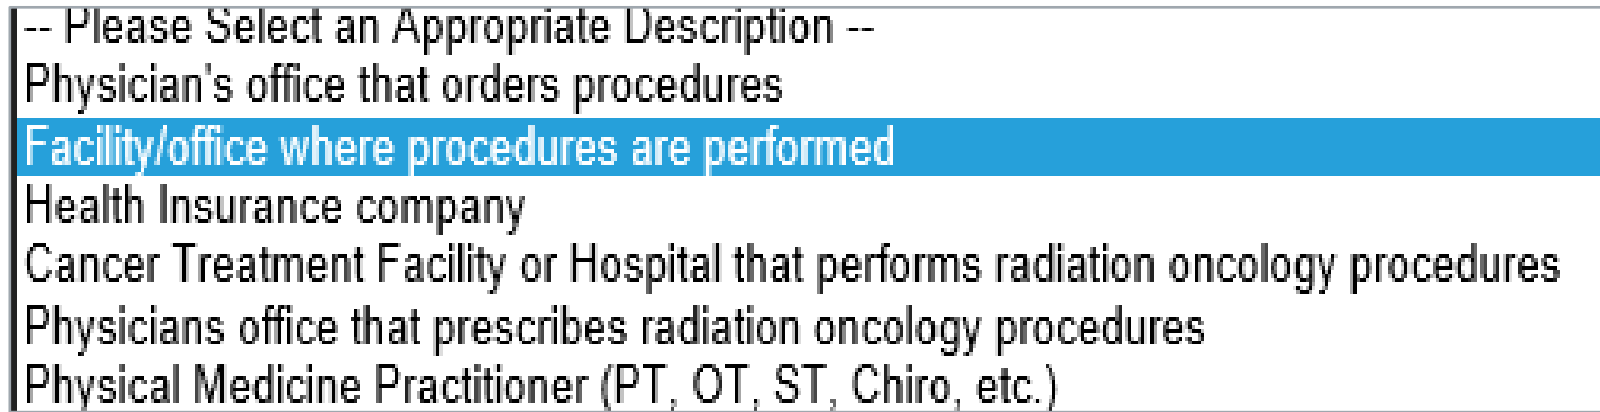 -- Please Select an Appropriate Description --
Physician's office that orders procedures
Facility/office where procedures are performed
Health Insurance company
Cancer Treatment Facility or Hospital that performs radiation oncology procedures
Physicians office that prescribes radiation oncology procedures
Physical Medicine Practitioner (PT, OT, ST, Chiro, etc.)